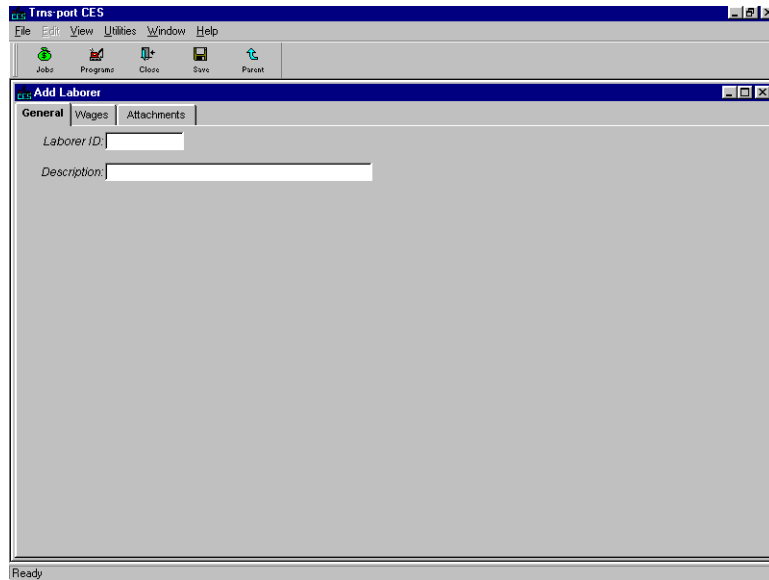 Trns·port CES
File Edit View Utilities Window Help
Jobs Programs Close Save Parent
Add Laborer
General Wages Attachments
Laborer ID:
Description:
Ready